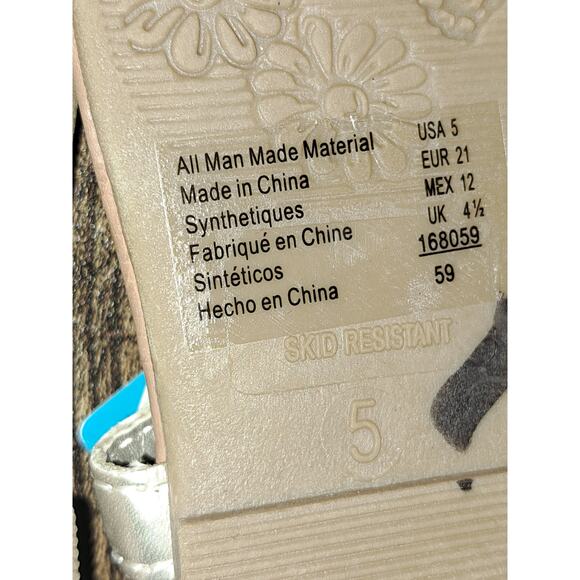 All Man Made Material
Made in China
Synthetiques
Fabriqué en Chine
Sintéticos
Hecho en China
USA 5
EUR 21
MEX 12
UK 4½
168059
59
SKID RESISTANT
5